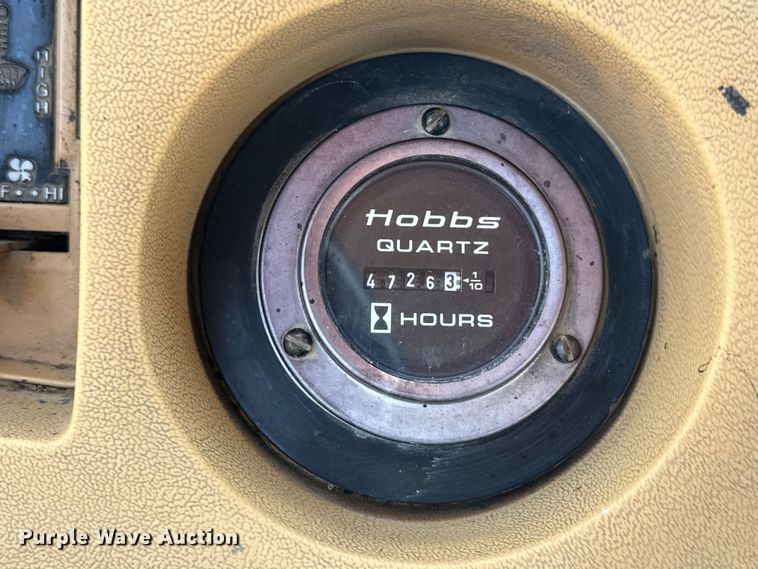 HIGH
F • • HI
Hobbs
QUARTZ
47263 ◄ 1/10
HOURS
Purple Wave Auction